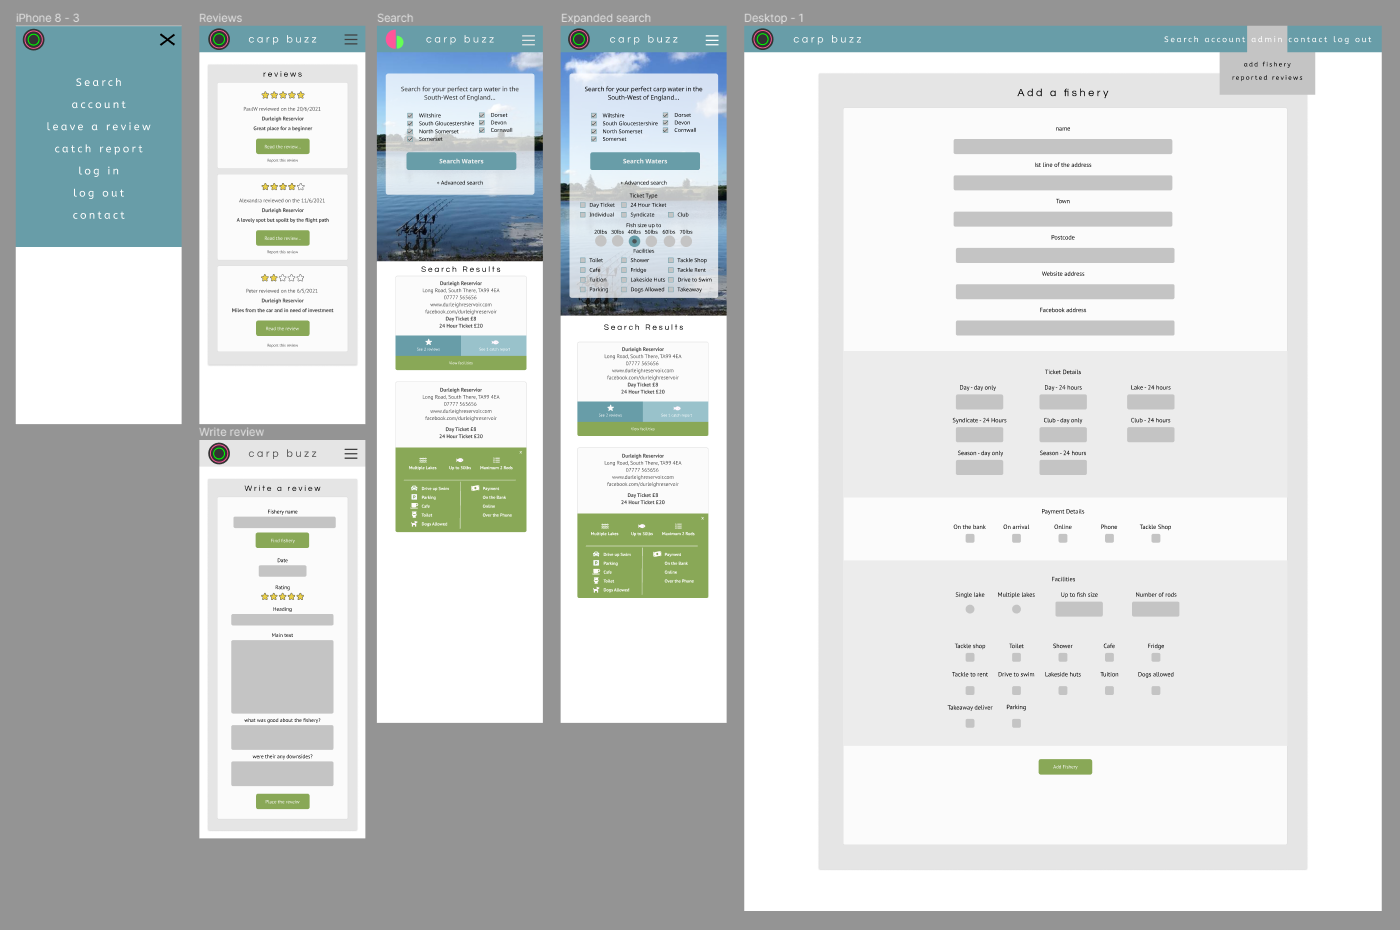 iPhone 8 - 3
Search
account
leave a review
catch report
log in
log out
contact
Reviews
carp buzz
reviews
PaulW reviewed on the 20/6/2021
Durleigh Reservior
Great place for a beginner
Read the review..
Report this review
Alexandra reviewed on the 11/6/2021
Durleigh Reservior
A lovely spot but spoilt by the flight path
Read the review..
Report this review
Peter reviewed on the 6/5/2021
Durleigh Reservior
Miles from the car and in need of investment
Read the review
Report this review
Write review
carp buzz
Write a review
Fishery name
Find fishery
Date
Rating
Heading
Main text
what was good about the fishery?
were their any downsides?
Place the review
Search
carp buzz
Search for your perfect carp water in the
South-West of England...
Wiltshire
Dorset
South Gloucestershire
Devon
North Somerset
Cornwall
Somerset
Search Waters
+ Advanced search
Search Results
Durleigh Reservior
Long Road, South There, TA99 4EA
07777 565656
www.durleighreservoir.com
facebook.com/durleighreservoir
Day Ticket £8
24 Hour Ticket £20
See 2 reviews
See 1 catch report
View facilities
Durleigh Reservior
Long Road, South There, TA99 4EA
07777 565656
www.durleighreservoir.com
facebook.com/durleighreservoir
Day Ticket £8
24 Hour Ticket £20
x
Multiple Lakes
Up to 30lbs
Maximum 2 Rods
Drive up Swim
Payment
Parking
On the Bank
Cafe
Online
Toilet
Over the Phone
Dogs Allowed
Expanded search
carp buzz
Search for your perfect carp water in the
South-West of England...
Wiltshire
Dorset
South Gloucestershire
Devon
North Somerset
Cornwall
Somerset
Search Waters
+ Advanced search
Ticket Type
Day Ticket
24 Hour Ticket
Individual
Syndicate
Club
Fish size up to
20lbs 30lbs 40lbs 50lbs 60lbs 70lbs
Facilities
Toilet
Shower
Tackle Shop
Cafe
Fridge
Tackle Rent
Tuition
Lakeside Huts
Drive to Swim
Parking
Dogs Allowed
Takeaway
Search Results
Durleigh Reservior
Long Road, South There, TA99 4EA
07777 565656
www.durleighreservoir.com
facebook.com/durleighreservoir
Day Ticket £8
24 Hour Ticket £20
See 2 reviews
See 1 catch report
View facilities
Durleigh Reservior
Long Road, South There, TA99 4EA
07777 565656
www.durleighreservoir.com
facebook.com/durleighreservoir
Day Ticket £8
24 Hour Ticket £20
x
Multiple Lakes
Up to 30lbs
Maximum 2 Rods
Drive up Swim
Payment
Parking
On the Bank
Cafe
Online
Toilet
Over the Phone
Dogs Allowed
Desktop - 1
carp buzz
Search account admin contact log out
add fishery
reported reviews
Add a fishery
name
1st line of the address
Town
Postcode
Website address
Facebook address
Ticket Details
Day - day only
Day - 24 hours
Lake - 24 hours
Syndicate - 24 Hours
Club - day only
Club - 24 hours
Season - day only
Season - 24 hours
Payment Details
On the bank
On arrival
Online
Phone
Tackle Shop
Facilities
Single lake
Multiple lakes
Up to fish size
Number of rods
Tackle shop
Toilet
Shower
Cafe
Fridge
Tackle to rent
Drive to swim
Lakeside huts
Tuition
Dogs allowed
Takeaway deliver
Parking
Add Fishery